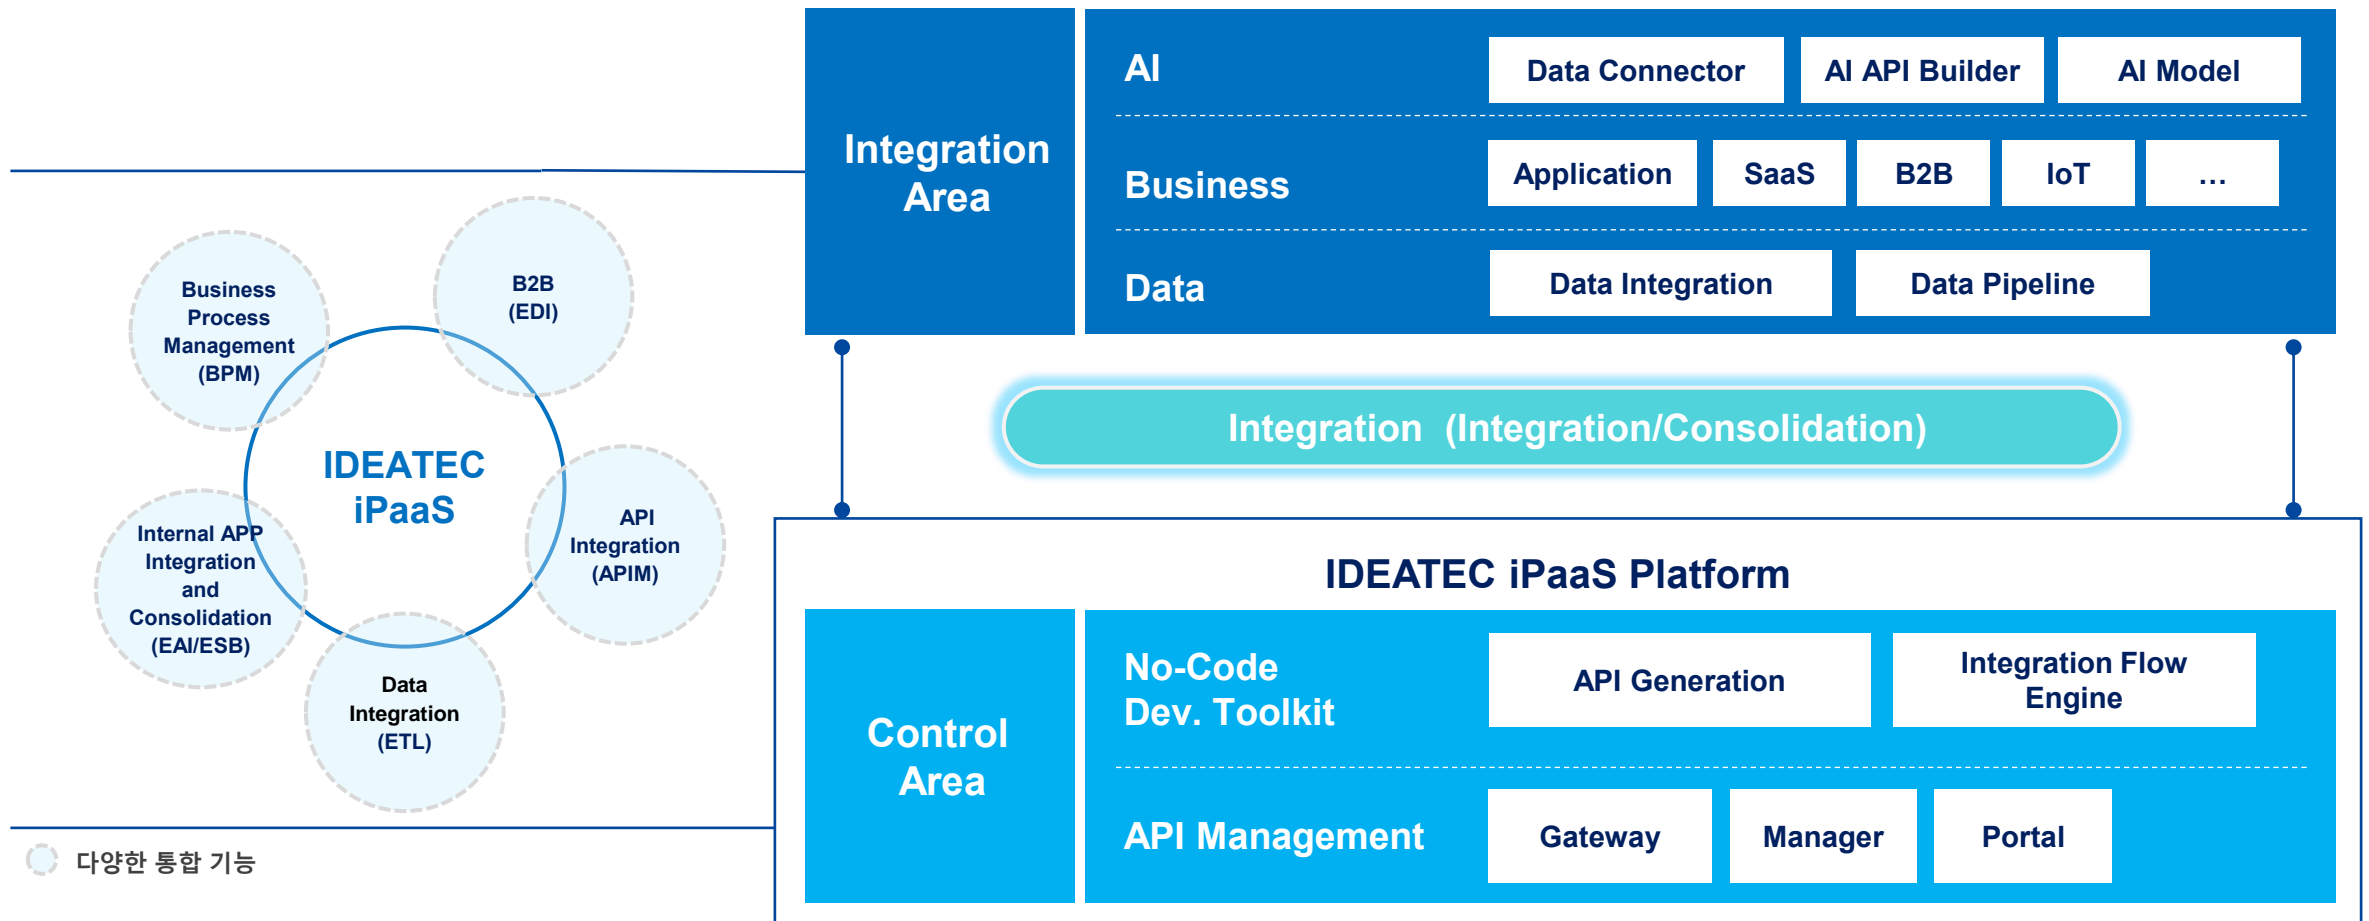 Business
Process
Management
(BPM)
B2B
(EDI)
IDEATEC
iPaaS
API
Integration
(APIM)
Internal APP
Integration
and
Consolidation
(EAI/ESB)
Data
Integration
(ETL)
다양한 통합 기능
Integration
Area
AI
Data Connector
AI API Builder
AI Model
Business
Application
SaaS
B2B
IoT
...
Data
Data Integration
Data Pipeline
Integration (Integration/Consolidation)
IDEATEC iPaaS Platform
Control
Area
No-Code
Dev. Toolkit
API Generation
Integration Flow
Engine
API Management
Gateway
Manager
Portal